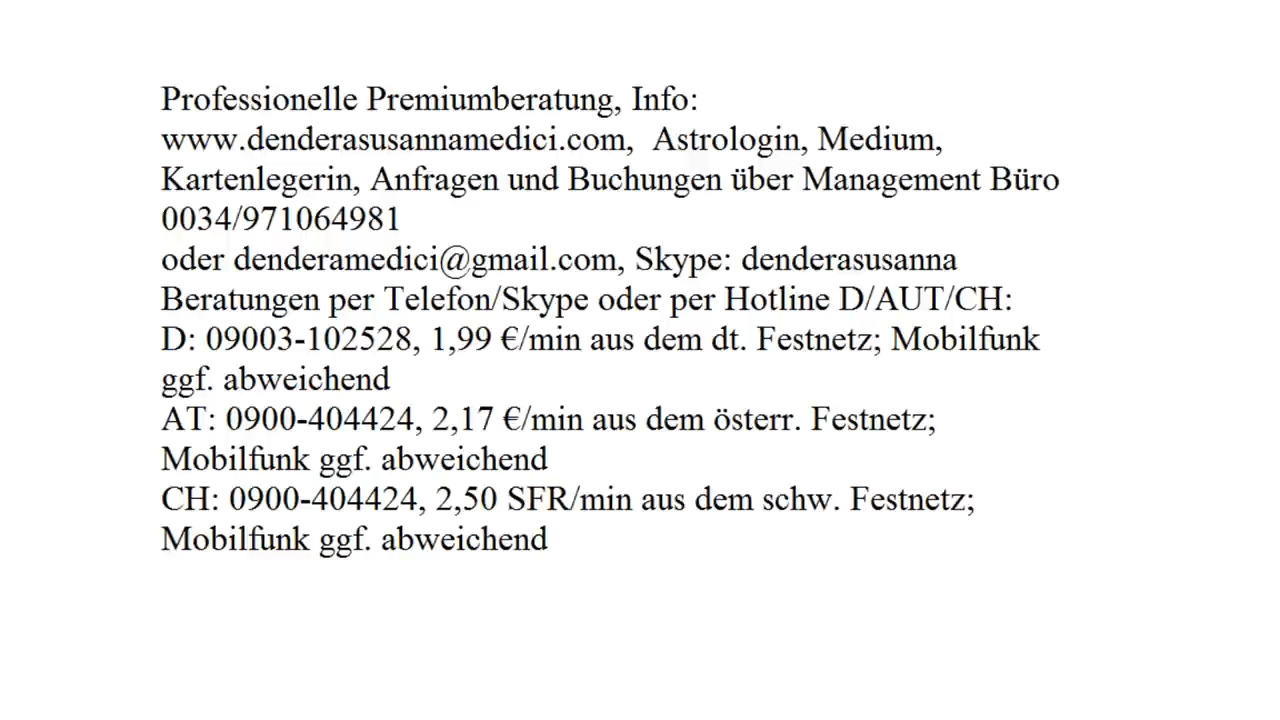 Professionelle Premiumberatung, Info:
www.denderasusannamedici.com,  Astrologin, Medium,
Kartenlegerin, Anfragen und Buchungen über Management Büro
0034/971064981
oder denderamedici@gmail.com, Skype: denderasusanna
Beratungen per Telefon/Skype oder per Hotline D/AUT/CH:
D: 09003-102528, 1,99 €/min aus dem dt. Festnetz; Mobilfunk
ggf. abweichend
AT: 0900-404424, 2,17 €/min aus dem österr. Festnetz;
Mobilfunk ggf. abweichend
CH: 0900-404424, 2,50 SFR/min aus dem schw. Festnetz;
Mobilfunk ggf. abweichend